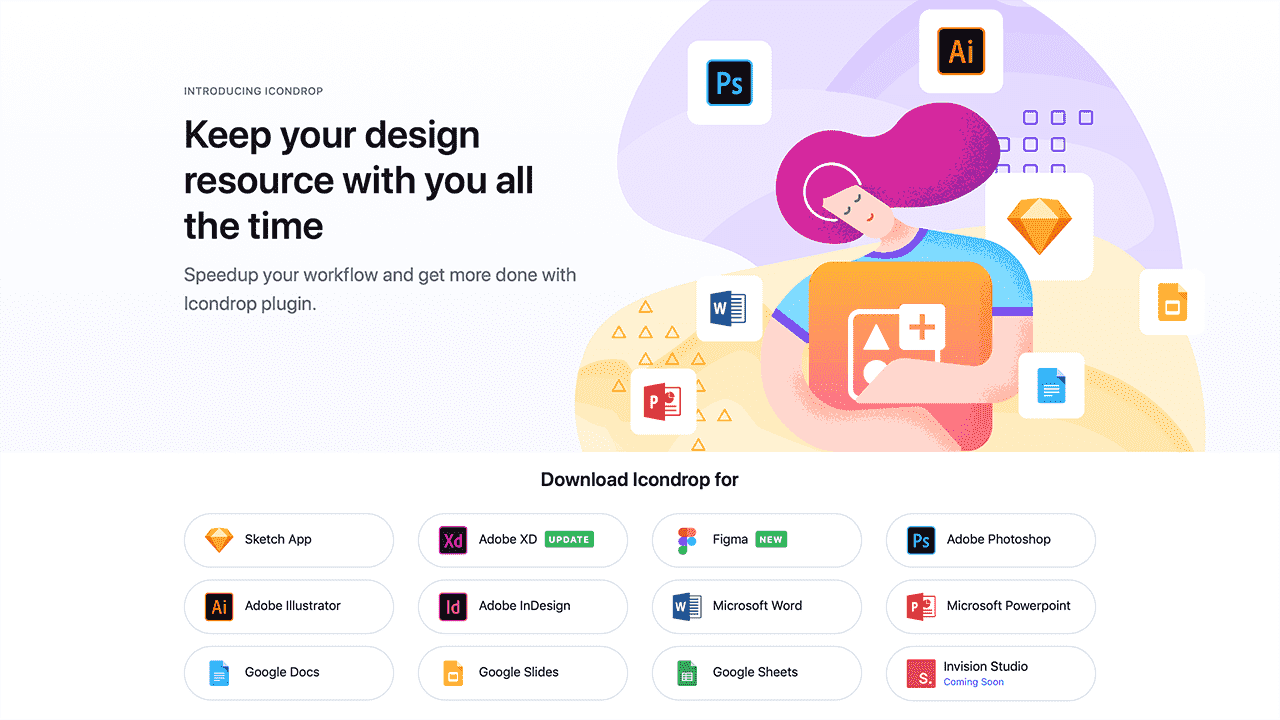 INTRODUCING ICONDROP
Keep your design
resource with you all
the time
Speedup your workflow and get more done with
Icondrop plugin.
Ps
Ai
W
P
Download Icondrop for
Sketch App
Xd Adobe XD UPDATE
Figma NEW
Ps Adobe Photoshop
Ai Adobe Illustrator
Id Adobe InDesign
W Microsoft Word
P Microsoft Powerpoint
Google Docs
Google Slides
Google Sheets
S. Invision Studio
Coming Soon